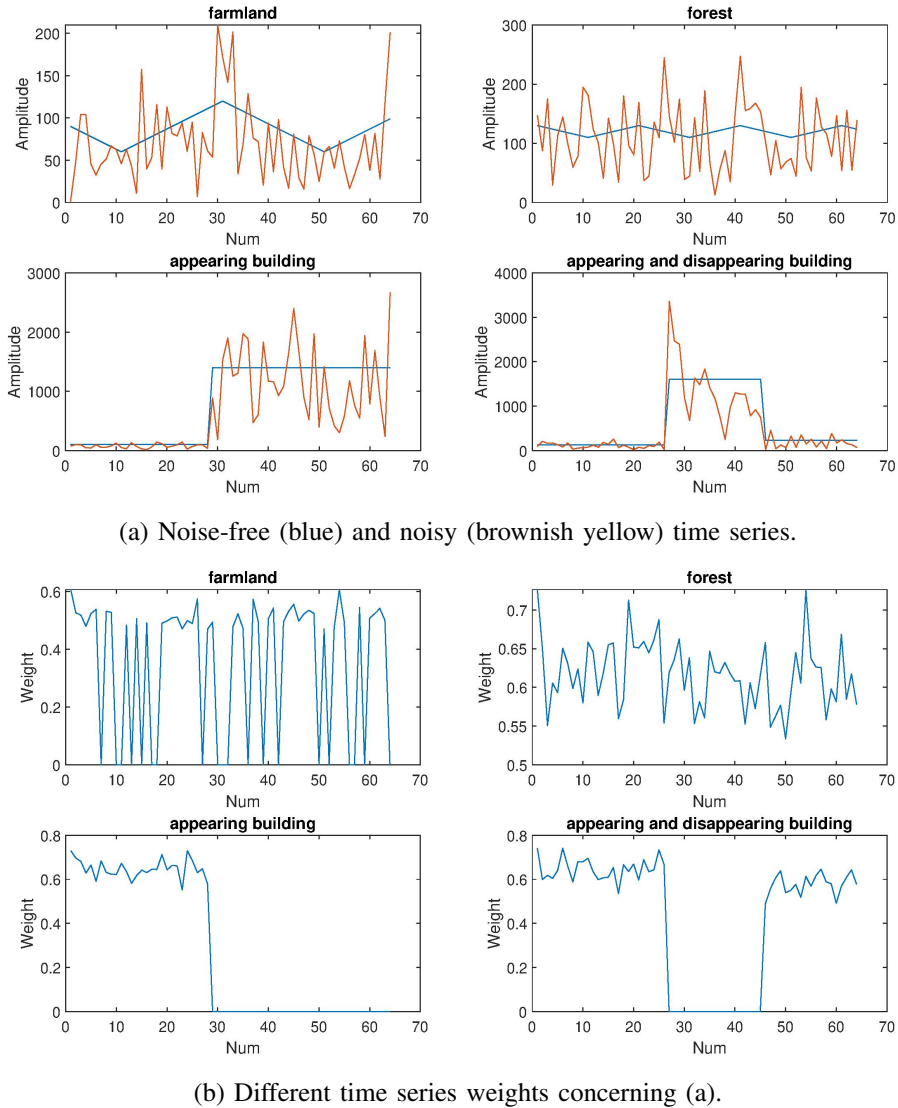 farmland
forest
Amplitude
200
150
100
50
0
0 10 20 30 40 50 60 70
Num
Amplitude
300
200
100
0
0 10 20 30 40 50 60 70
Num
appearing building
appearing and disappearing building
Amplitude
3000
2000
1000
0
0 10 20 30 40 50 60 70
Num
Amplitude
4000
3000
2000
1000
0
0 10 20 30 40 50 60 70
Num
(a) Noise-free (blue) and noisy (brownish yellow) time series.
farmland
forest
Weight
0.6
0.4
0.2
0
0 10 20 30 40 50 60 70
Num
Weight
0.7
0.65
0.6
0.55
0.5
0 10 20 30 40 50 60 70
Num
appearing building
appearing and disappearing building
Weight
0.8
0.6
0.4
0.2
0
0 10 20 30 40 50 60 70
Num
Weight
0.8
0.6
0.4
0.2
0
0 10 20 30 40 50 60 70
Num
(b) Different time series weights concerning (a).